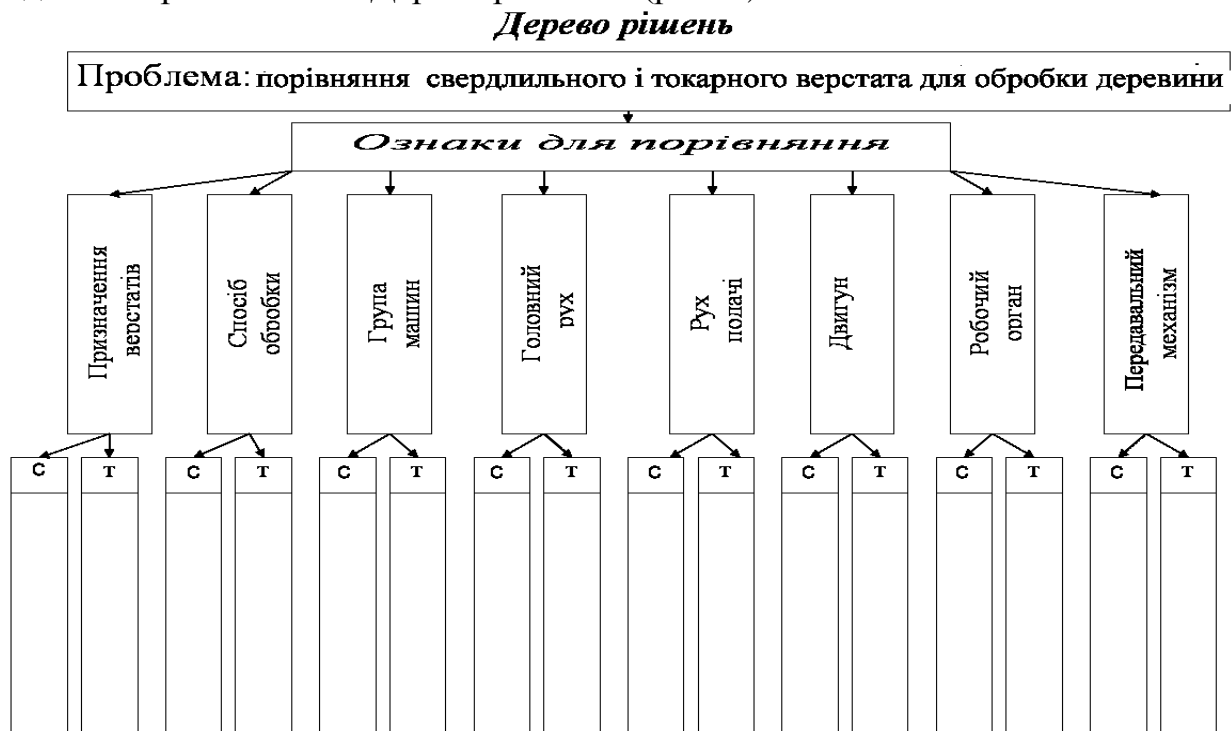 Дерево рішень
Проблема: порівняння свердлильного і токарного верстата для обробки деревини
Ознаки для порівняння
Призначення
верстатів
Спосіб
обробки
Група
машин
Головний
рух
Рух
подачі
Двигун
Робочий
орган
Передавальний
механізм
С Т С Т С Т С Т С Т С Т С Т С Т